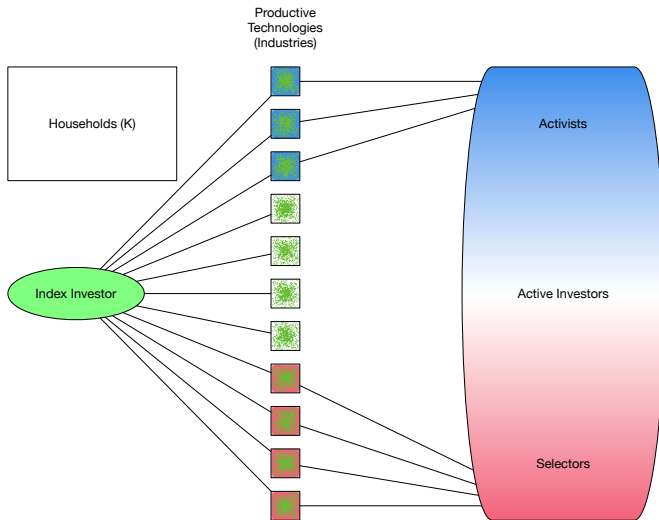 Productive
Technologies
(Industries)
Households (K)
Activists
Index Investor
Active Investors
Selectors